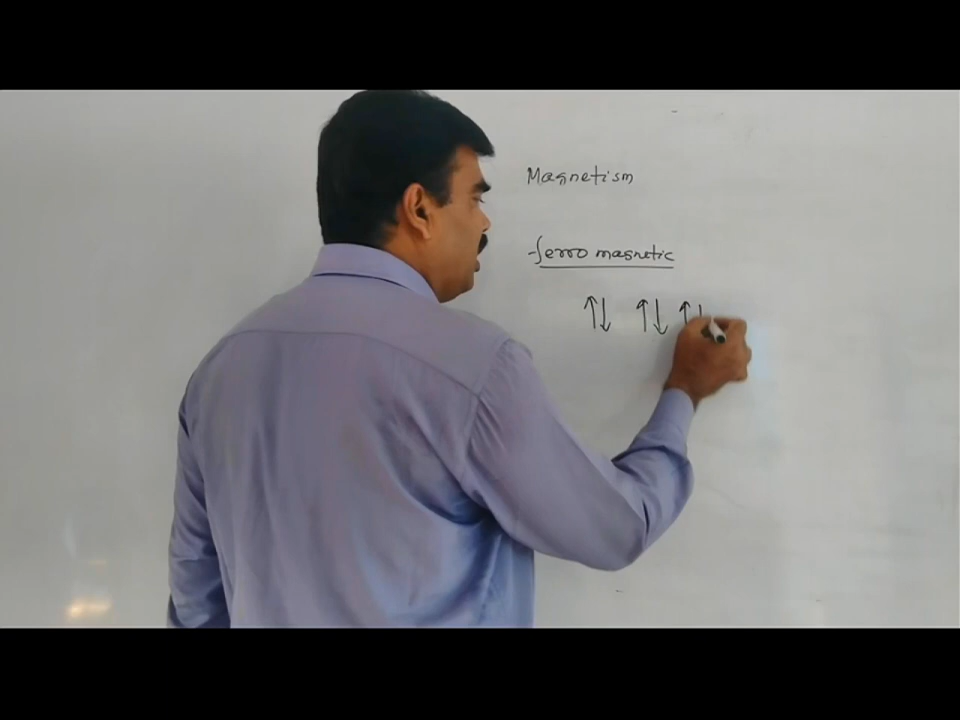 Magnetism
ferro magnetic
↑↓ ↑↓ ↑↓